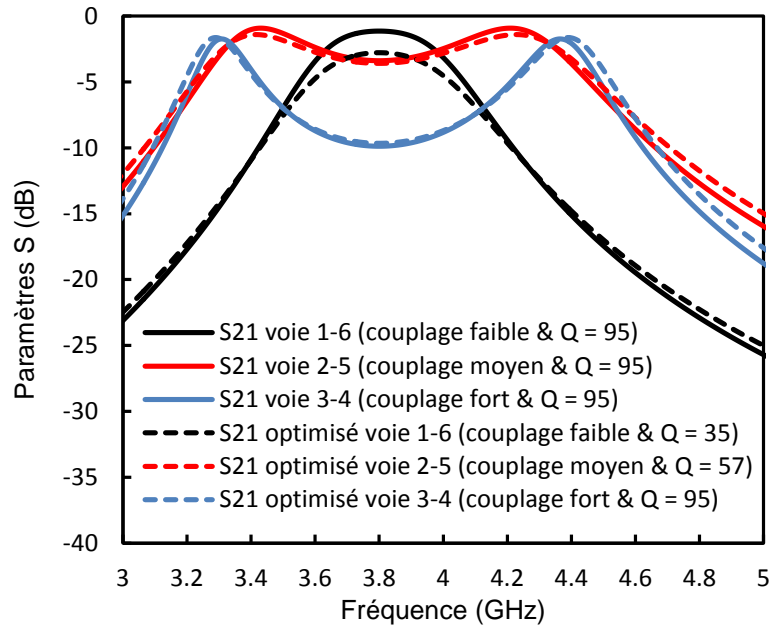 0
-5
-10
-15
-20
-25
-30
-35
-40
Paramètres S (dB)
S21 voie 1-6 (couplage faible & Q = 95)
S21 voie 2-5 (couplage moyen & Q = 95)
S21 voie 3-4 (couplage fort & Q = 95)
S21 optimisé voie 1-6 (couplage faible & Q = 35)
S21 optimisé voie 2-5 (couplage moyen & Q = 57)
S21 optimisé voie 3-4 (couplage fort & Q = 95)
3 3.2 3.4 3.6 3.8 4 4.2 4.4 4.6 4.8 5
Fréquence (GHz)